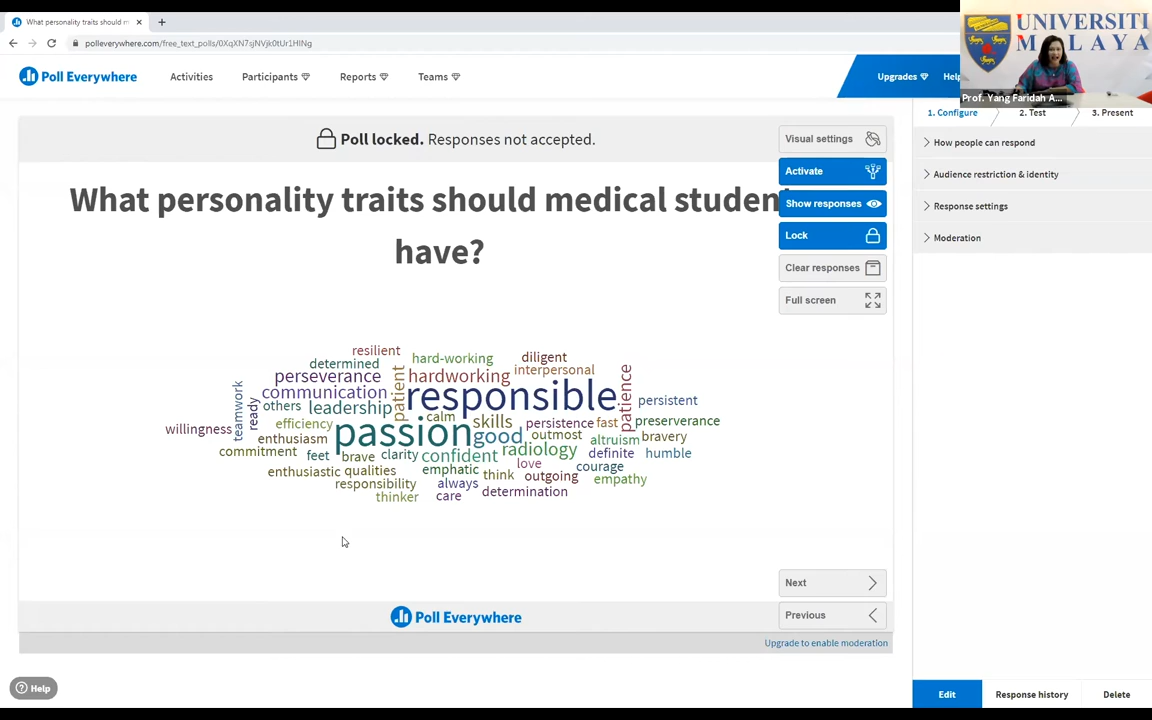 What personality traits should m
polleverywhere.com/free_text_polls/0XqXN7sjNVjk0tUr1HlNg
UNIVERSITI
MALAYA
Prof. Yang Faridah A...
Poll Everywhere
Activities
Participants
Reports
Teams
Upgrades
Help
1. Configure
2. Test
3. Present
Poll locked. Responses not accepted.
Visual settings
Activate
Show responses
Lock
Clear responses
Full screen
How people can respond
Audience restriction & identity
Response settings
Moderation
What personality traits should medical studen
have?
resilient
determined
hard-working
diligent
perseverance
patient
hardworking
interpersonal
patience
teamwork
ready
communication
responsible
persistent
others
leadership
calm
skills
persistence
fast
preserverance
willingness
efficiency
passion
good
outmost
altruism
bravery
enthusiasm
commitment
feet
brave
clarity
confident
radiology
definite
humble
love
enthusiastic
qualities
emphatic
think
outgoing
courage
empathy
responsibility
always
determination
thinker
care
Next
Previous
Poll Everywhere
Upgrade to enable moderation
Help
Edit
Response history
Delete